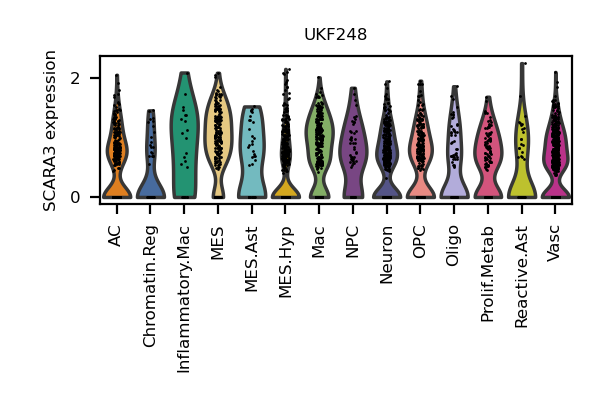 UKF248
SCARA3 expression
2
0
AC
Chromatin.Reg
Inflammatory.Mac
MES
MES.Ast
MES.Hyp
Mac
NPC
Neuron
OPC
Oligo
Prolif.Metab
Reactive.Ast
Vasc